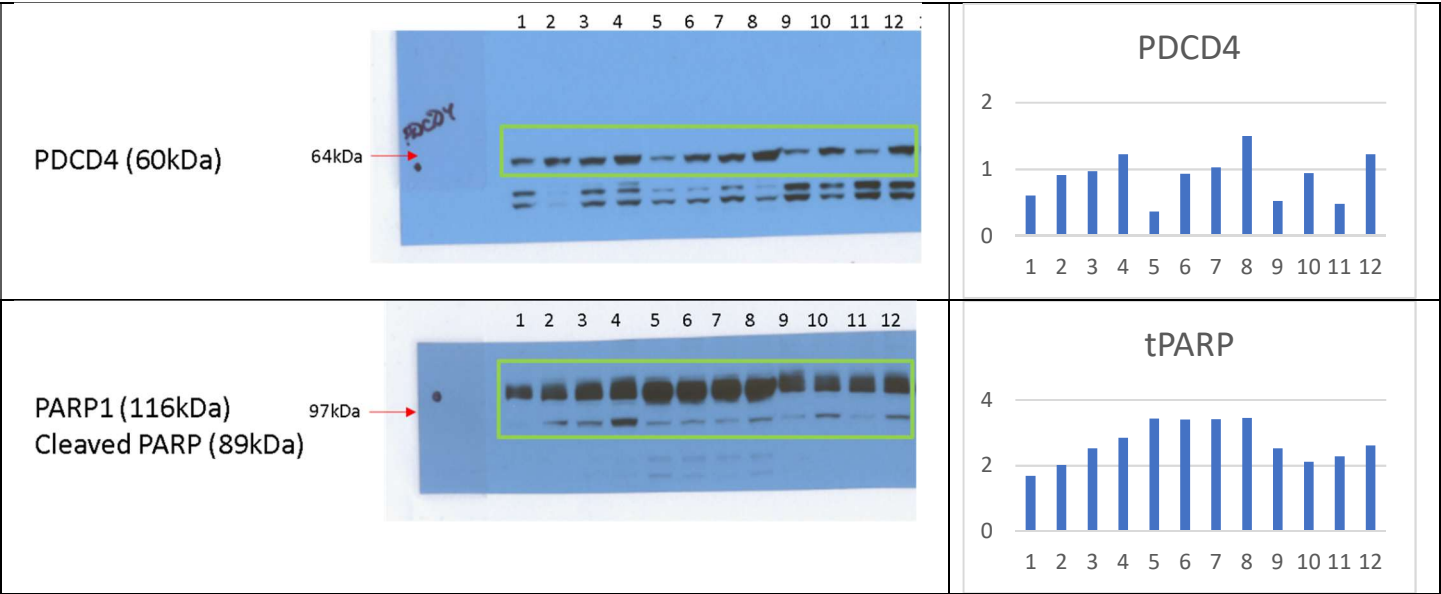 1 2 3 4 5 6 7 8 9 10 11 12
PDCD4
PDCD4 (60kDa)
64kDa
PDCD4
2
1
0
1 2 3 4 5 6 7 8 9 10 11 12
1 2 3 4 5 6 7 8 9 10 11 12
PARP1 (116kDa)
Cleaved PARP (89kDa)
97kDa
tPARP
4
2
0
1 2 3 4 5 6 7 8 9 10 11 12